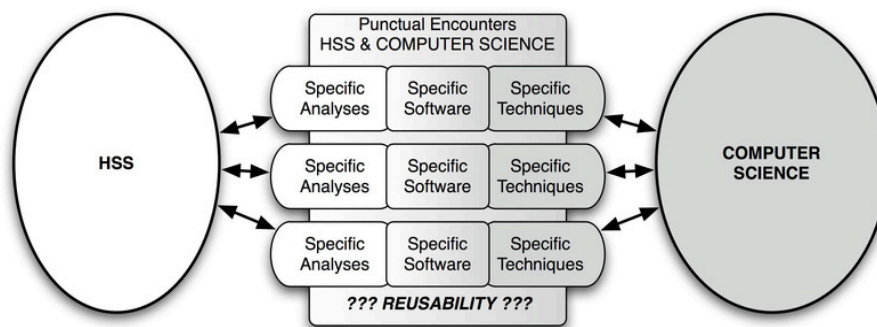 Punctual Encounters
HSS & COMPUTER SCIENCE
Specific Analyses
Specific Software
Specific Techniques
HSS
Specific Analyses
Specific Software
Specific Techniques
COMPUTER
SCIENCE
Specific Analyses
Specific Software
Specific Techniques
??? REUSABILITY ???